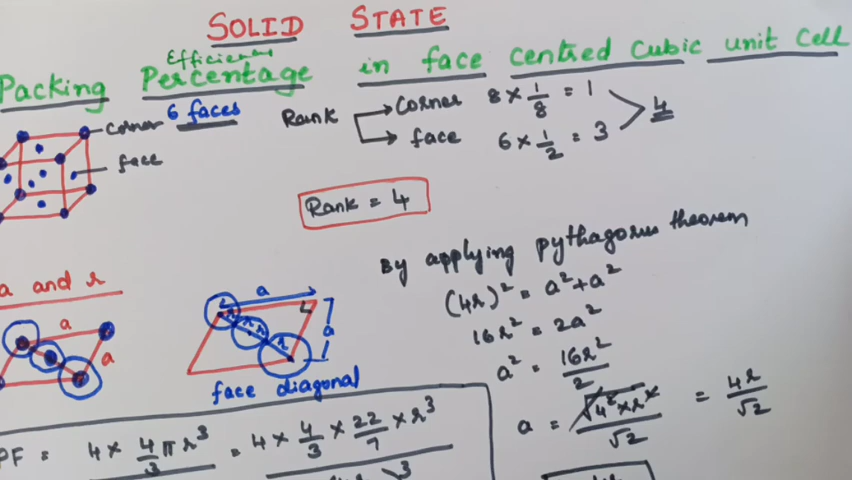 SOLID STATE
Efficiency
Packing Percentage in face centred Cubic unit Cell
corner 6 faces
face
Rank → Corner 8 × 1/8 = 1
→ face 6 × 1/2 = 3
4
Rank = 4
a and r
By applying pythagorus theorem
(4r)² = a² + a²
16r² = 2a²
a² = 16r²/2
a = √4² × r²/√2 = 4r/√2
a
a
a
r r r r
a
face diagonal
PF = 4 × 4/3 πr³ = 4 × 4/3 × 22/7 × r³